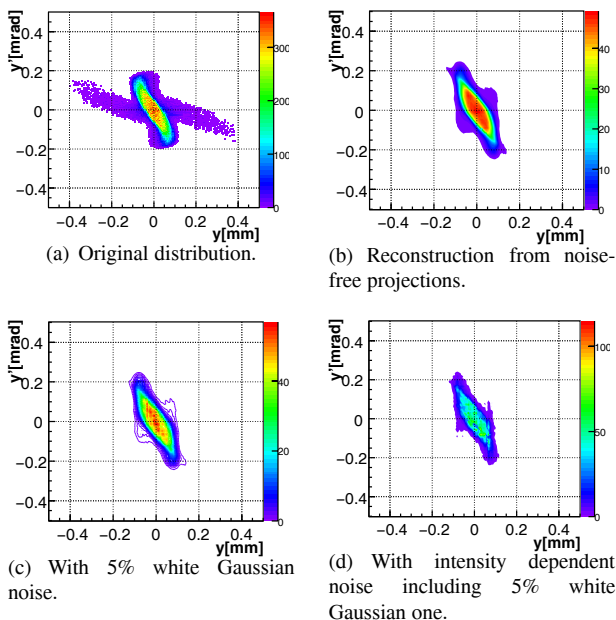 y'[mrad]
0.4
0.2
0
−0.2
−0.4
−0.4 −0.2 0 0.2 0.4
y[mm]
300
200
100
0
(a) Original distribution.
y'[mrad]
0.4
0.2
0
−0.2
−0.4
−0.4 −0.2 0 0.2 0.4
y[mm]
40
30
20
10
0
(b) Reconstruction from noise-
free projections.
y'[mrad]
0.4
0.2
0
−0.2
−0.4
−0.4 −0.2 0 0.2 0.4
y[mm]
40
20
0
(c) With 5% white Gaussian
noise.
y'[mrad]
0.4
0.2
0
−0.2
−0.4
−0.4 −0.2 0 0.2 0.4
y[mm]
100
50
0
(d) With intensity dependent
noise including 5% white
Gaussian one.